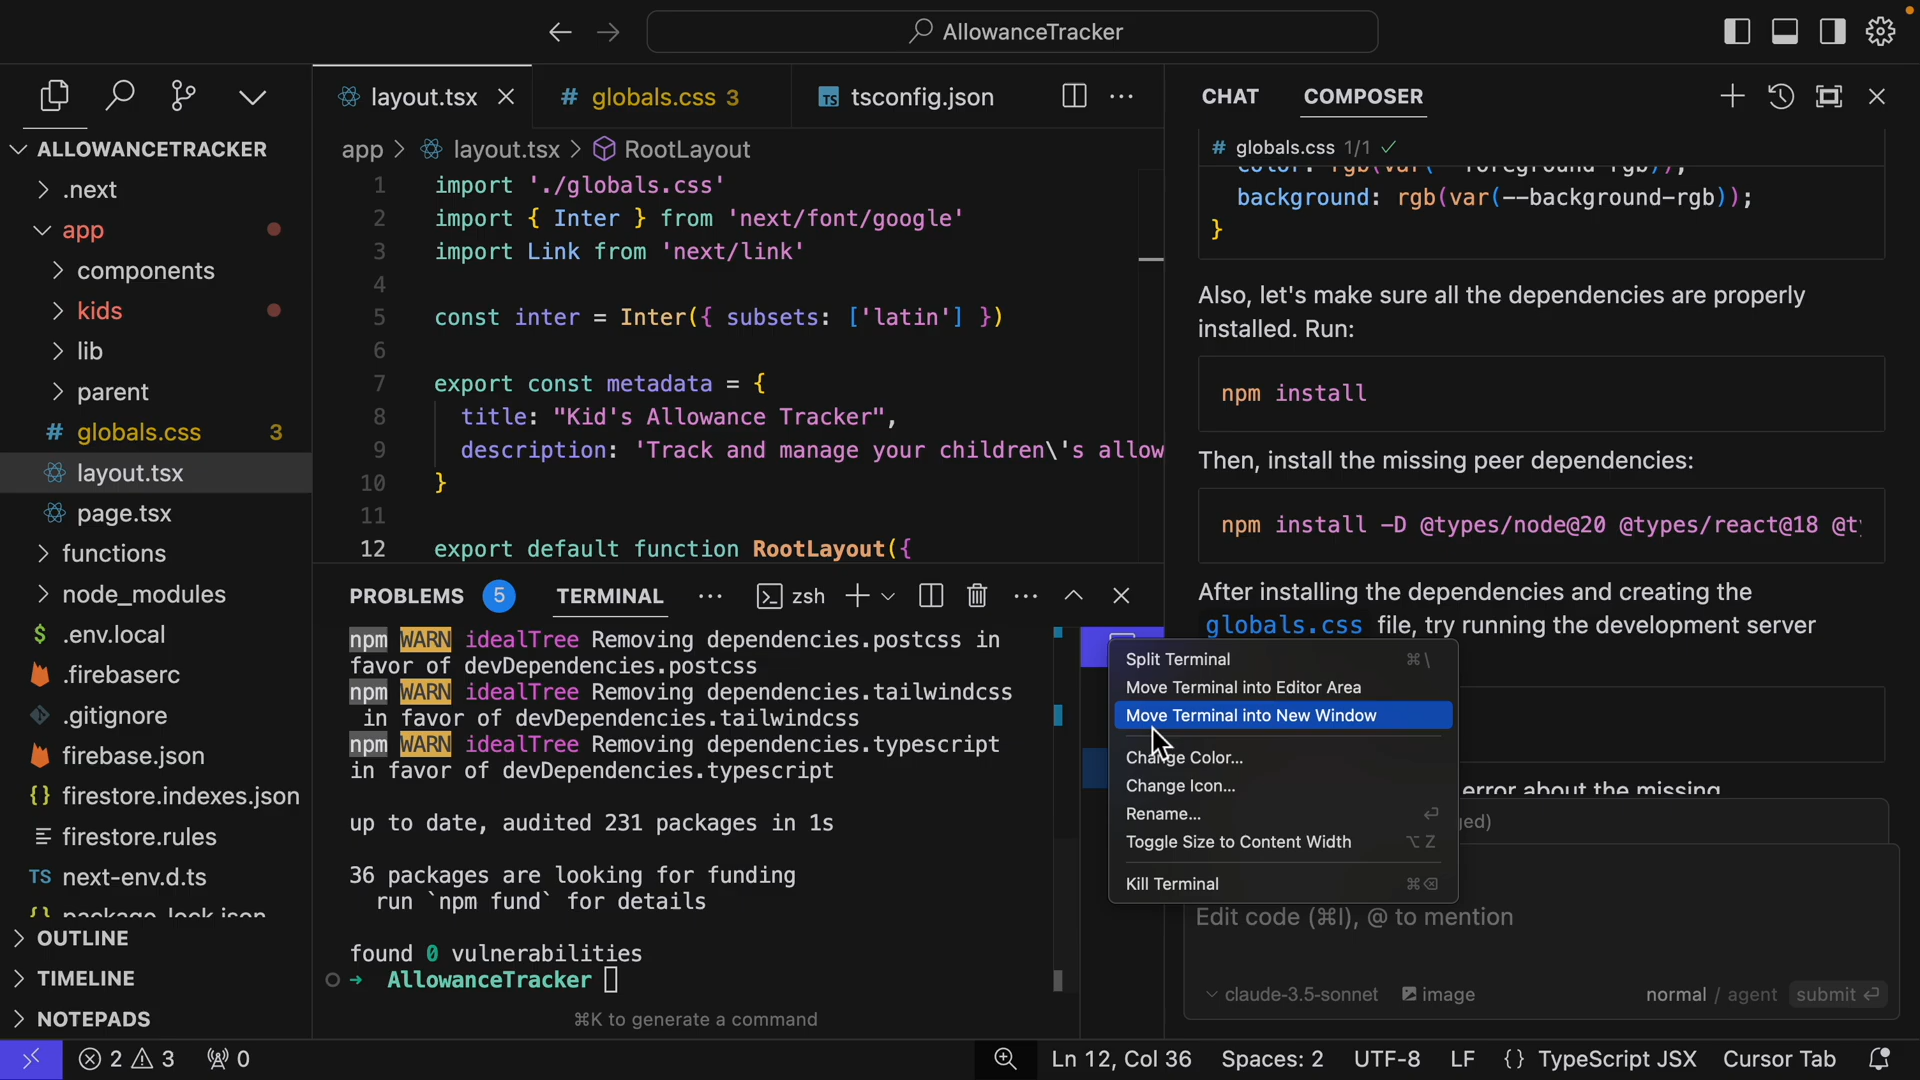 AllowanceTracker
layout.tsx
# globals.css 3
TS tsconfig.json
CHAT
COMPOSER
ALLOWANCETRACKER
.next
app
components
kids
lib
parent
# globals.css 3
layout.tsx
page.tsx
functions
node_modules
$ .env.local
.firebaserc
.gitignore
firebase.json
{} firestore.indexes.json
firestore.rules
TS next-env.d.ts
{} package-lock.json
OUTLINE
TIMELINE
NOTEPADS
app > layout.tsx > RootLayout
1 import './globals.css'
2 import { Inter } from 'next/font/google'
3 import Link from 'next/link'
4
5 const inter = Inter({ subsets: ['latin'] })
6
7 export const metadata = {
8 title: "Kid's Allowance Tracker",
9 description: 'Track and manage your children\'s allow
10 }
11
12 export default function RootLayout({
PROBLEMS 5
TERMINAL
zsh
npm WARN idealTree Removing dependencies.postcss in
favor of devDependencies.postcss
npm WARN idealTree Removing dependencies.tailwindcss
in favor of devDependencies.tailwindcss
npm WARN idealTree Removing dependencies.typescript
in favor of devDependencies.typescript
up to date, audited 231 packages in 1s
36 packages are looking for funding
run `npm fund` for details
found 0 vulnerabilities
→ AllowanceTracker
⌘K to generate a command
# globals.css 1/1 ✓
color: rgb(var(--foreground-rgb));
background: rgb(var(--background-rgb));
}
Also, let's make sure all the dependencies are properly
installed. Run:
npm install
Then, install the missing peer dependencies:
npm install -D @types/node@20 @types/react@18 @ty
After installing the dependencies and creating the
globals.css file, try running the development server
error about the missing
ged)
Split Terminal ⌘\
Move Terminal into Editor Area
Move Terminal into New Window
Change Color...
Change Icon...
Rename...
Toggle Size to Content Width ⌥ Z
Kill Terminal ⌘⌫
Edit code (⌘I), @ to mention
claude-3.5-sonnet
image
normal / agent
submit
2 3
0
Ln 12, Col 36
Spaces: 2
UTF-8
LF
{} TypeScript JSX
Cursor Tab